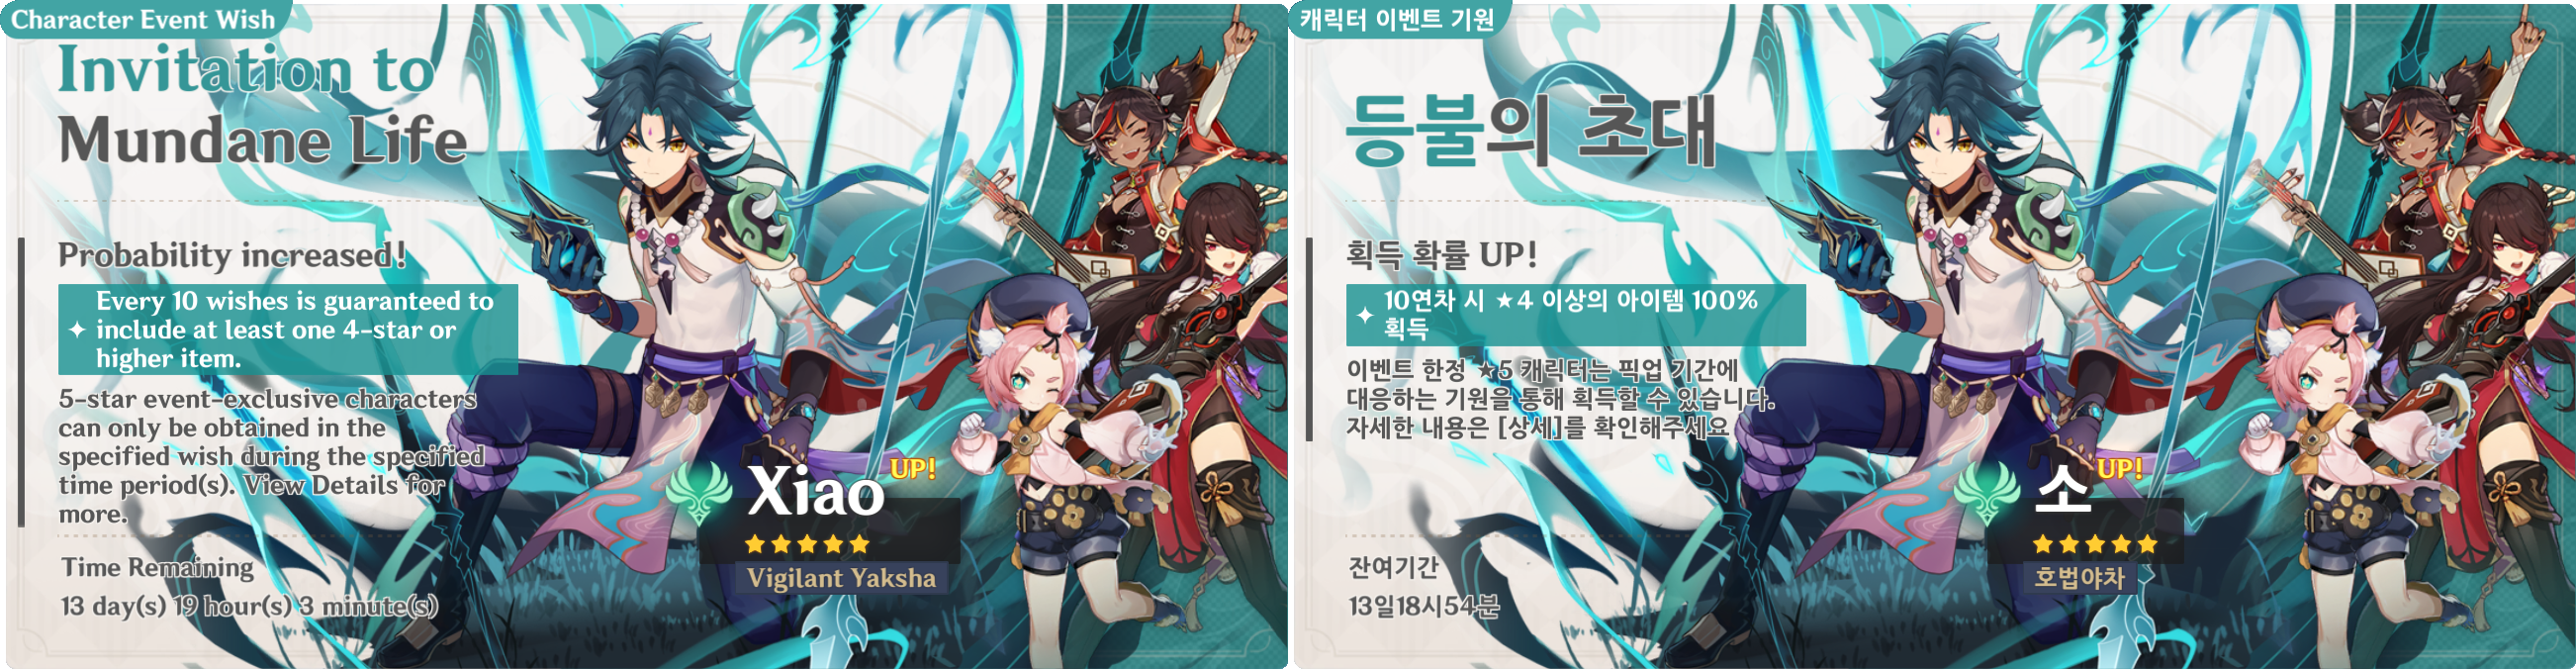 Character Event Wish
Invitation to
Mundane Life
Probability increased!
Every 10 wishes is guaranteed to
include at least one 4-star or
higher item.
5-star event-exclusive characters
can only be obtained in the
specified wish during the specified
time period(s). View Details for
more.
Time Remaining
13 day(s) 19 hour(s) 3 minute(s)
Xiao UP!
Vigilant Yaksha
캐릭터 이벤트 기원
등불의 초대
획득 확률 UP!
10연차 시 ★4 이상의 아이템 100%
획득
이벤트 한정 ★5 캐릭터는 픽업 기간에
대응하는 기원을 통해 획득할 수 있습니다.
자세한 내용은 [상세]를 확인해주세요
잔여기간
13일18시54분
소 UP!
호법야차